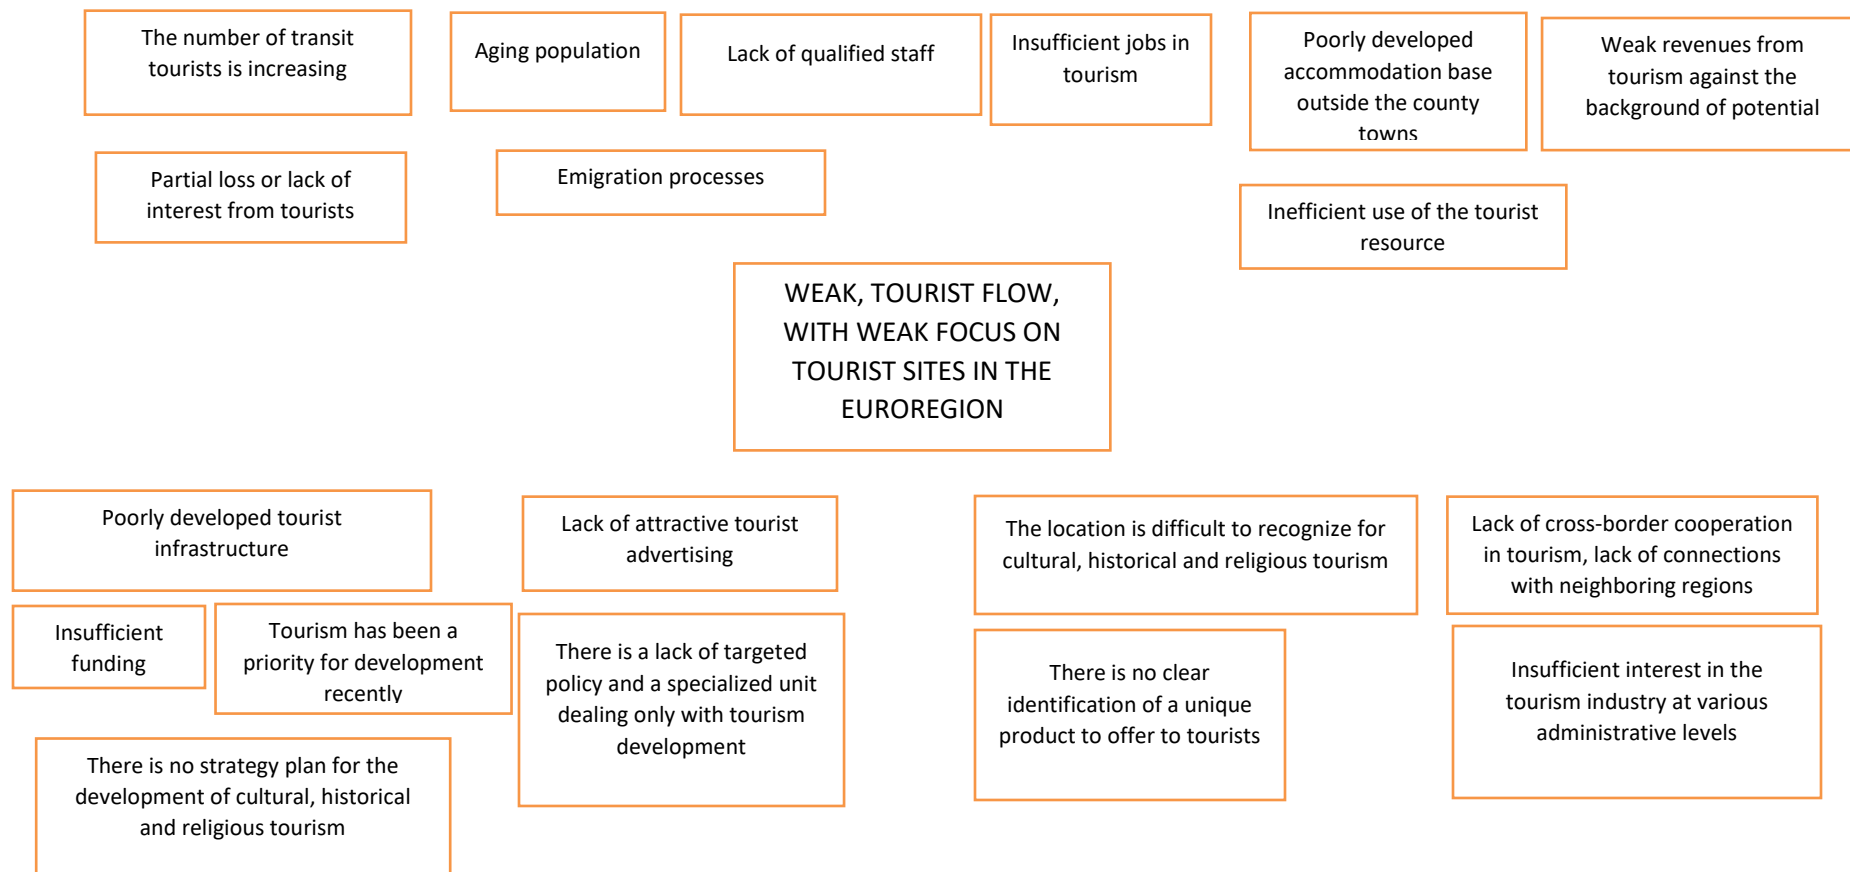 The number of transit
tourists is increasing
Aging population
Lack of qualified staff
Insufficient jobs in
tourism
Poorly developed
accommodation base
outside the county
towns
Weak revenues from
tourism against the
background of potential
Partial loss or lack of
interest from tourists
Emigration processes
Inefficient use of the tourist
resource
WEAK, TOURIST FLOW,
WITH WEAK FOCUS ON
TOURIST SITES IN THE
EUROREGION
Poorly developed tourist
infrastructure
Lack of attractive tourist
advertising
The location is difficult to recognize for
cultural, historical and religious tourism
Lack of cross-border cooperation
in tourism, lack of connections
with neighboring regions
Insufficient
funding
Tourism has been a
priority for development
recently
There is a lack of targeted
policy and a specialized unit
dealing only with tourism
development
There is no clear
identification of a unique
product to offer to tourists
Insufficient interest in the
tourism industry at various
administrative levels
There is no strategy plan for the
development of cultural, historical
and religious tourism